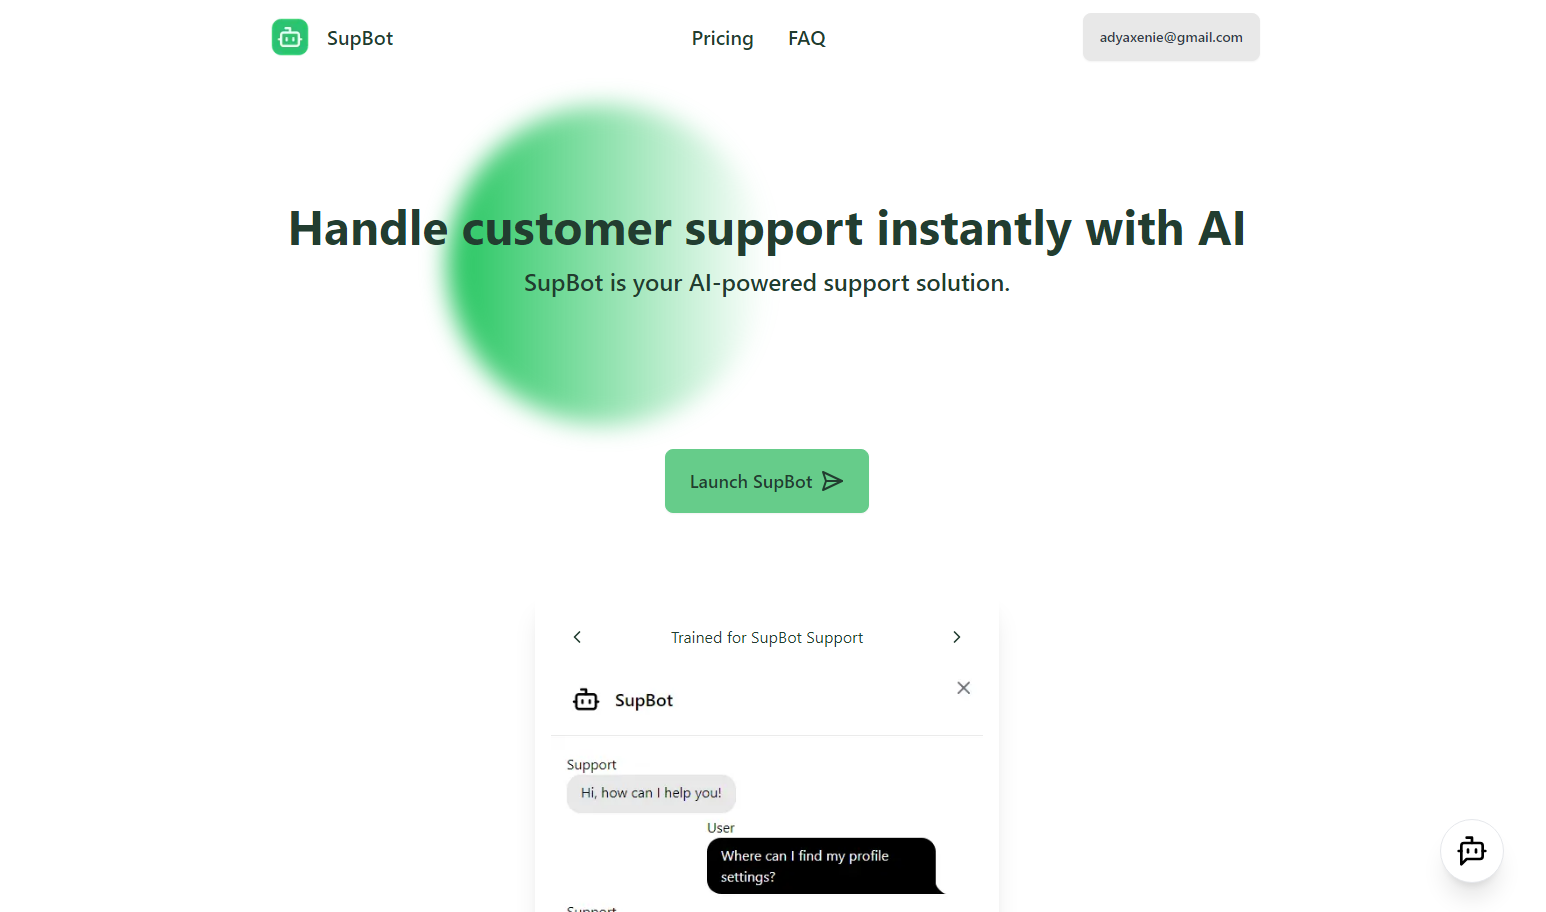 SupBot
Pricing
FAQ
adyaxenie@gmail.com
Handle customer support instantly with AI
SupBot is your AI-powered support solution.
Launch SupBot
Trained for SupBot Support
SupBot
Support
Hi, how can I help you!
User
Where can I find my profile
settings?
Support